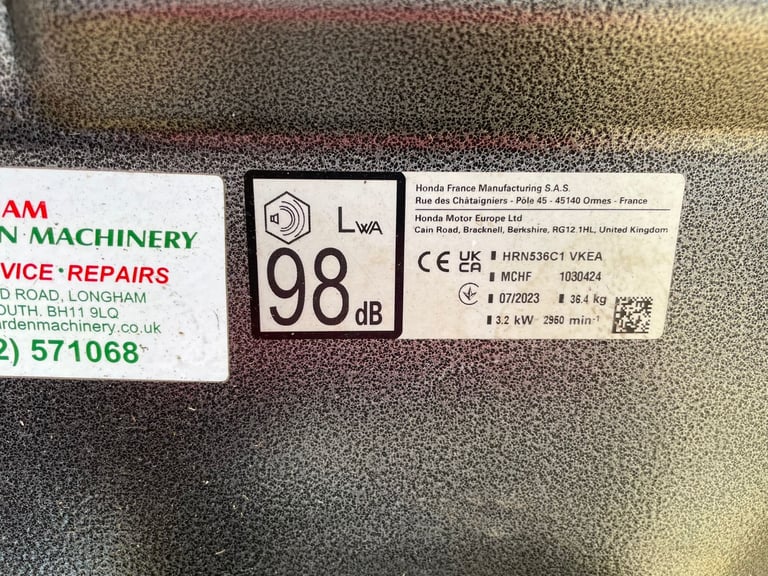 AM
N MACHINERY
VICE • REPAIRS
D ROAD, LONGHAM
OUTH. BH11 9LQ
ardenmachinery.co.uk
2) 571068
LWA
98 dB
Honda France Manufacturing S.A.S.
Rue des Châtaigniers - Pôle 45 - 45140 Ormes - France
Honda Motor Europe Ltd
Cain Road, Bracknell, Berkshire, RG12 1HL, United Kingdom
CE UK CA HRN536C1 VKEA
MCHF 1030424
07/2023 36.4 kg
3.2 kW 2950 min-1